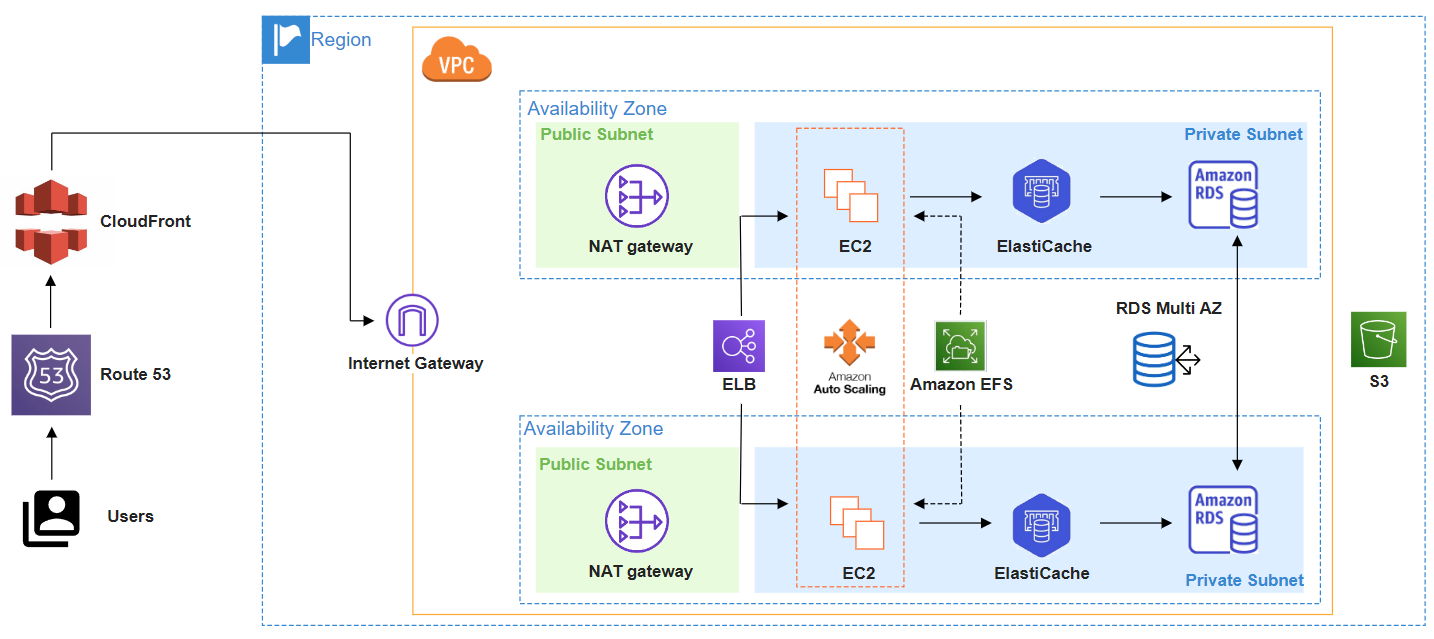 Region
VPC
Availability Zone
Public Subnet
Private Subnet
Amazon
RDS
NAT gateway
EC2
ElastiCache
CloudFront
Internet Gateway
RDS Multi AZ
ELB
Amazon
Auto Scaling
Amazon EFS
S3
53
Route 53
Availability Zone
Public Subnet
Amazon
RDS
NAT gateway
EC2
ElastiCache
Private Subnet
Users